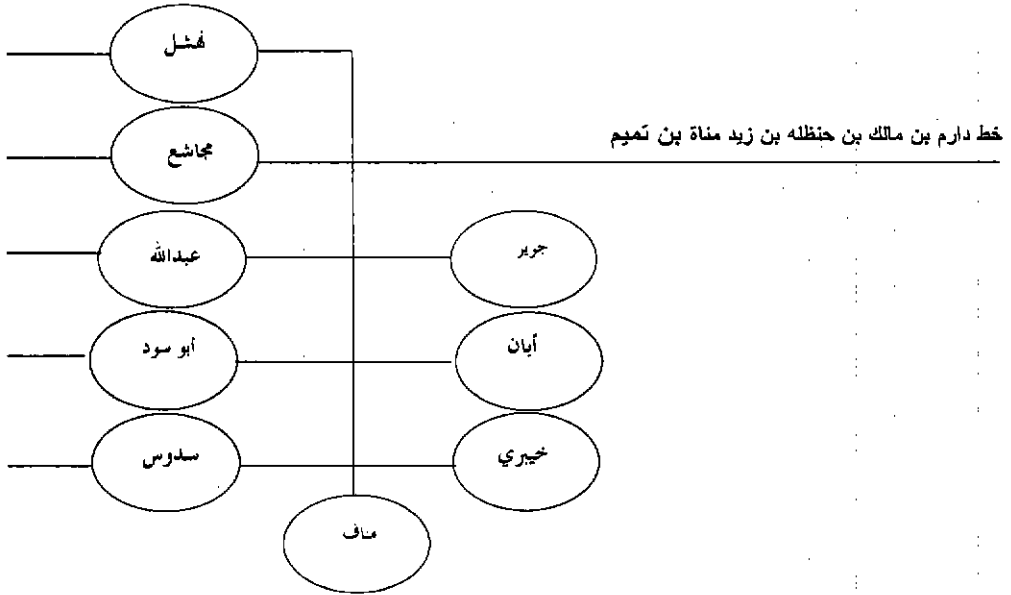 نهشل
خط دارم بن مالك بن حنظله بن زيد مناة بن تميم
مجاشع
جرير
عبدالله
أبان
أبو سود
خيبري
سدوس
مناف